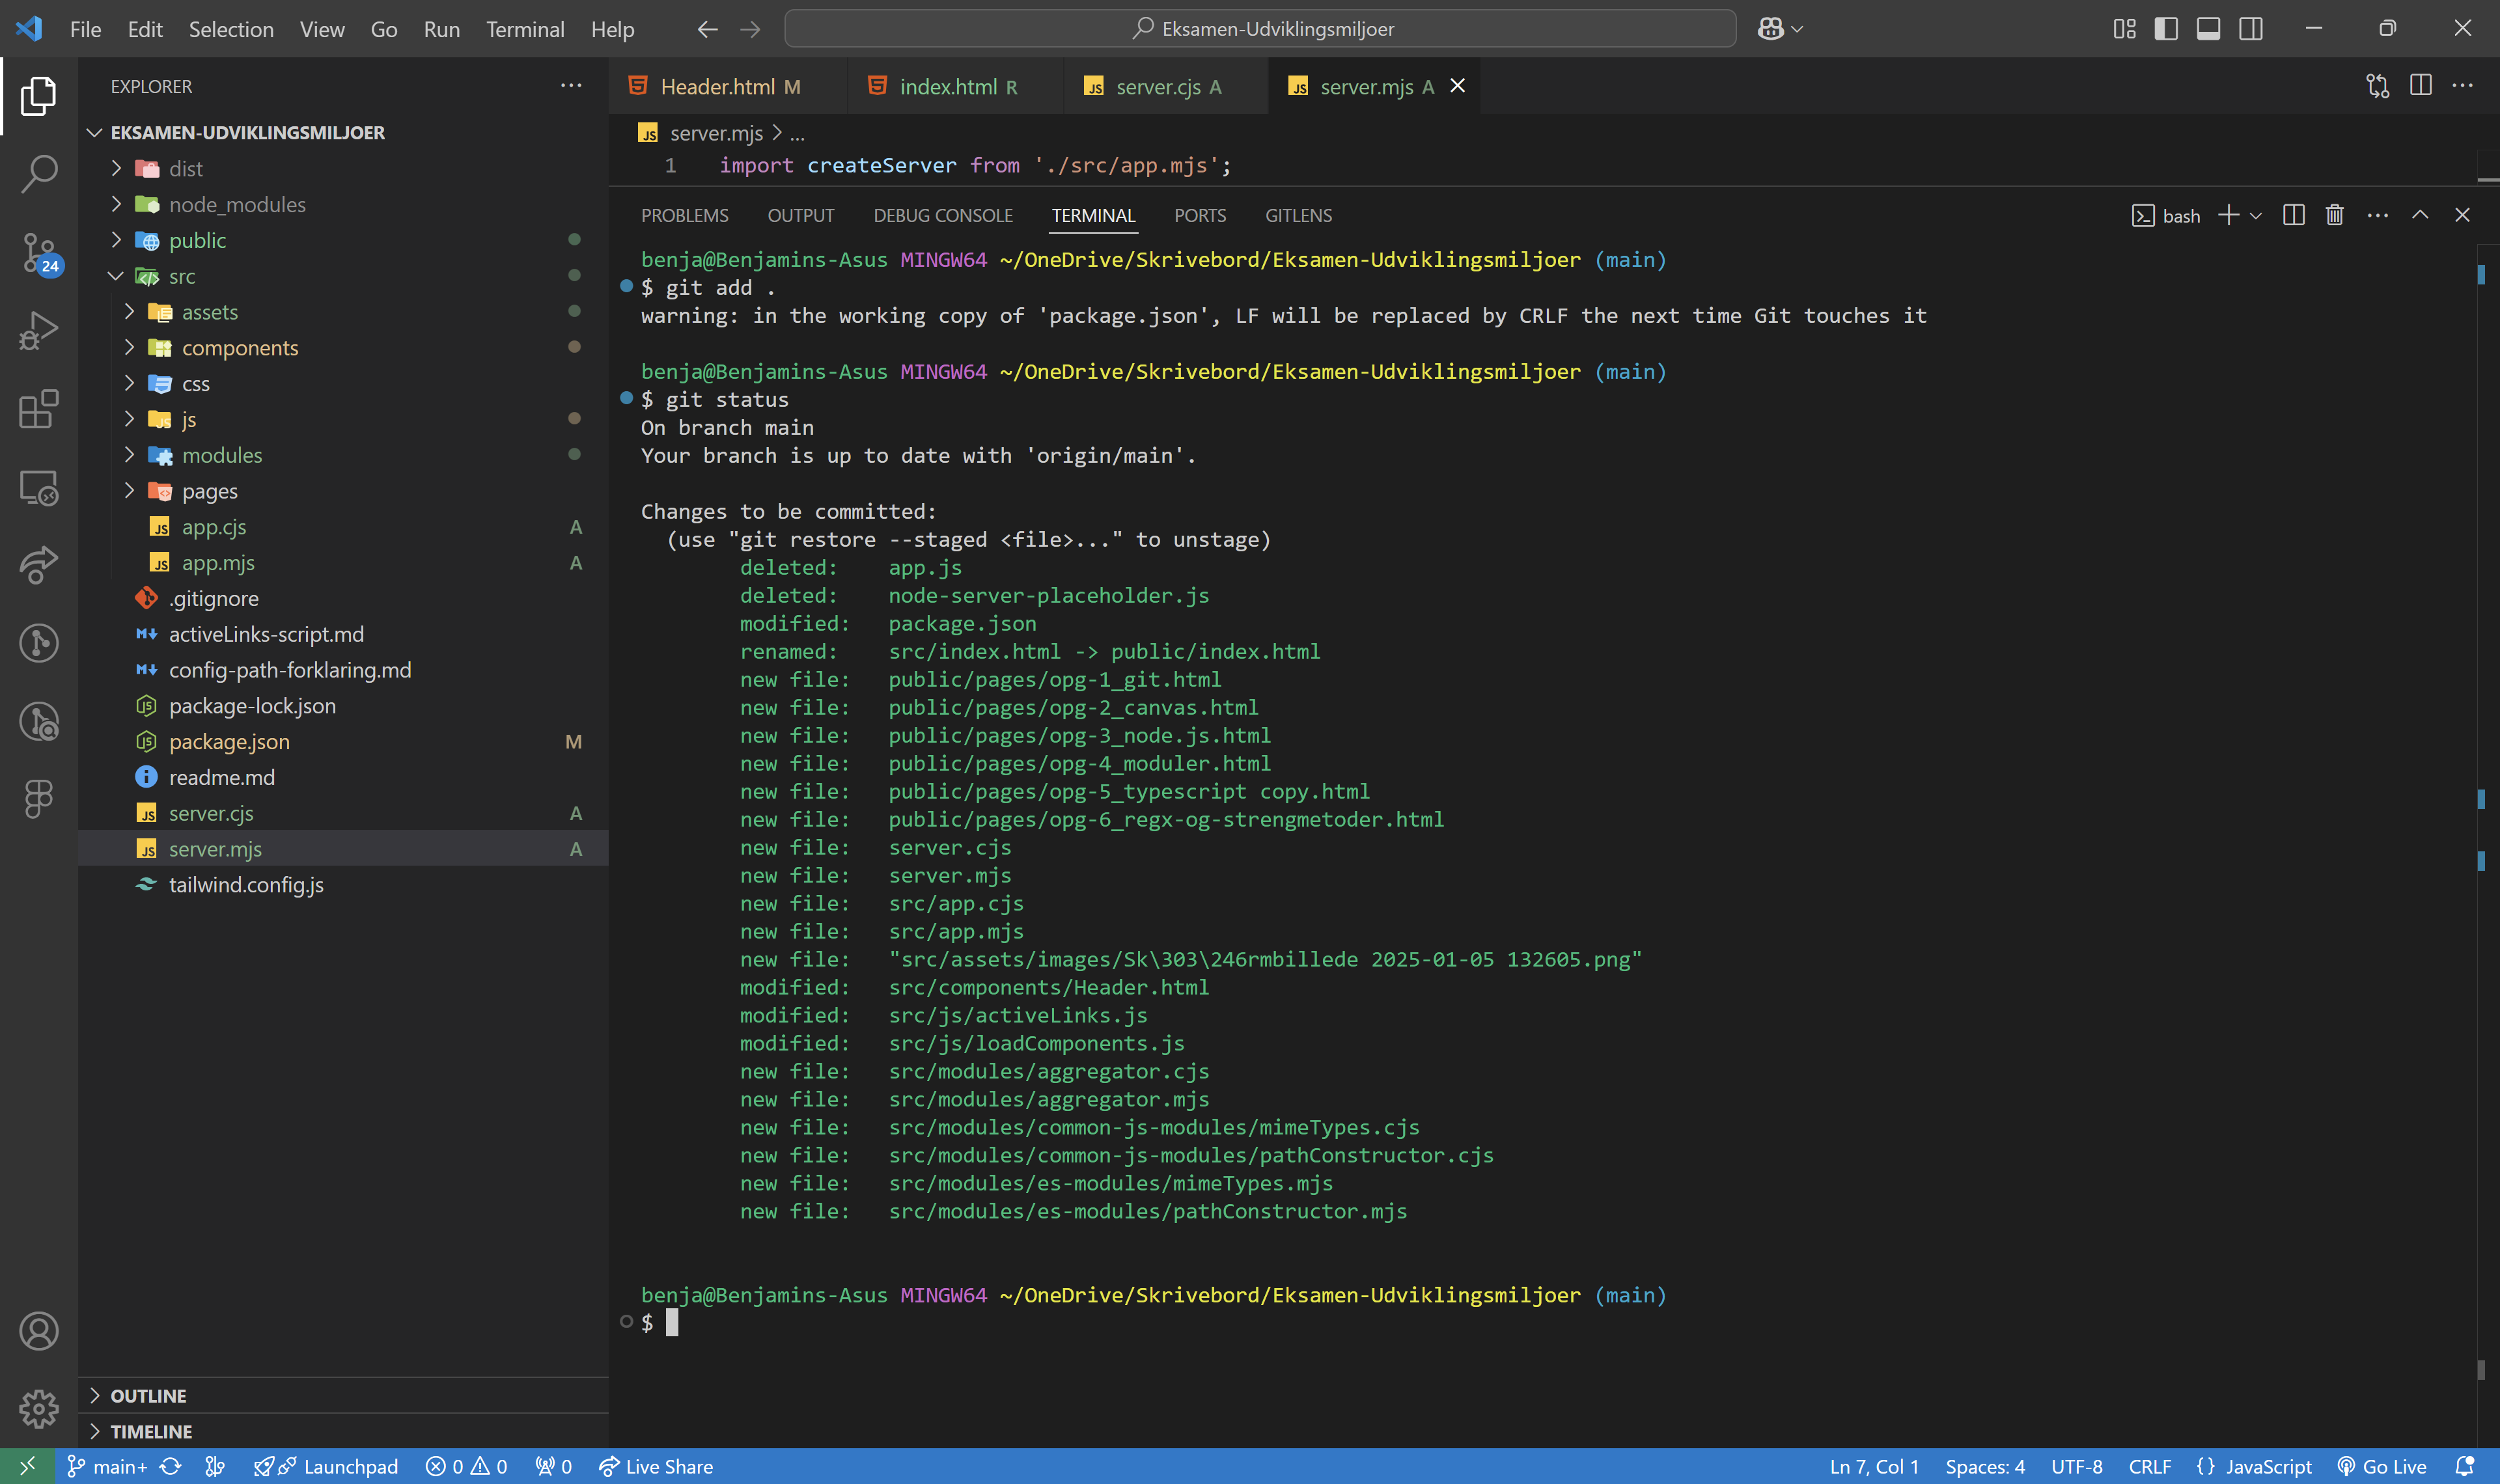 File Edit Selection View Go Run Terminal Help
Eksamen-Udviklingsmiljoer
EXPLORER
EKSAMEN-UDVIKLINGSMILJOER
dist
node_modules
public
src
assets
components
css
js
modules
pages
app.cjs A
app.mjs A
.gitignore
activeLinks-script.md
config-path-forklaring.md
package-lock.json
package.json M
readme.md
server.cjs A
server.mjs A
tailwind.config.js
OUTLINE
TIMELINE
24
Header.html M
index.html R
server.cjs A
server.mjs A
server.mjs > ...
1 import createServer from './src/app.mjs';
PROBLEMS OUTPUT DEBUG CONSOLE TERMINAL PORTS GITLENS
bash
benja@Benjamins-Asus MINGW64 ~/OneDrive/Skrivebord/Eksamen-Udviklingsmiljoer (main)
$ git add .
warning: in the working copy of 'package.json', LF will be replaced by CRLF the next time Git touches it
benja@Benjamins-Asus MINGW64 ~/OneDrive/Skrivebord/Eksamen-Udviklingsmiljoer (main)
$ git status
On branch main
Your branch is up to date with 'origin/main'.
Changes to be committed:
(use "git restore --staged <file>..." to unstage)
deleted: app.js
deleted: node-server-placeholder.js
modified: package.json
renamed: src/index.html -> public/index.html
new file: public/pages/opg-1_git.html
new file: public/pages/opg-2_canvas.html
new file: public/pages/opg-3_node.js.html
new file: public/pages/opg-4_moduler.html
new file: public/pages/opg-5_typescript copy.html
new file: public/pages/opg-6_regx-og-strengmetoder.html
new file: server.cjs
new file: server.mjs
new file: src/app.cjs
new file: src/app.mjs
new file: "src/assets/images/Sk\303\246rmbillede 2025-01-05 132605.png"
modified: src/components/Header.html
modified: src/js/activeLinks.js
modified: src/js/loadComponents.js
new file: src/modules/aggregator.cjs
new file: src/modules/aggregator.mjs
new file: src/modules/common-js-modules/mimeTypes.cjs
new file: src/modules/common-js-modules/pathConstructor.cjs
new file: src/modules/es-modules/mimeTypes.mjs
new file: src/modules/es-modules/pathConstructor.mjs
benja@Benjamins-Asus MINGW64 ~/OneDrive/Skrivebord/Eksamen-Udviklingsmiljoer (main)
$
main+ Launchpad 0 0 0 Live Share Ln 7, Col 1 Spaces: 4 UTF-8 CRLF {} JavaScript Go Live